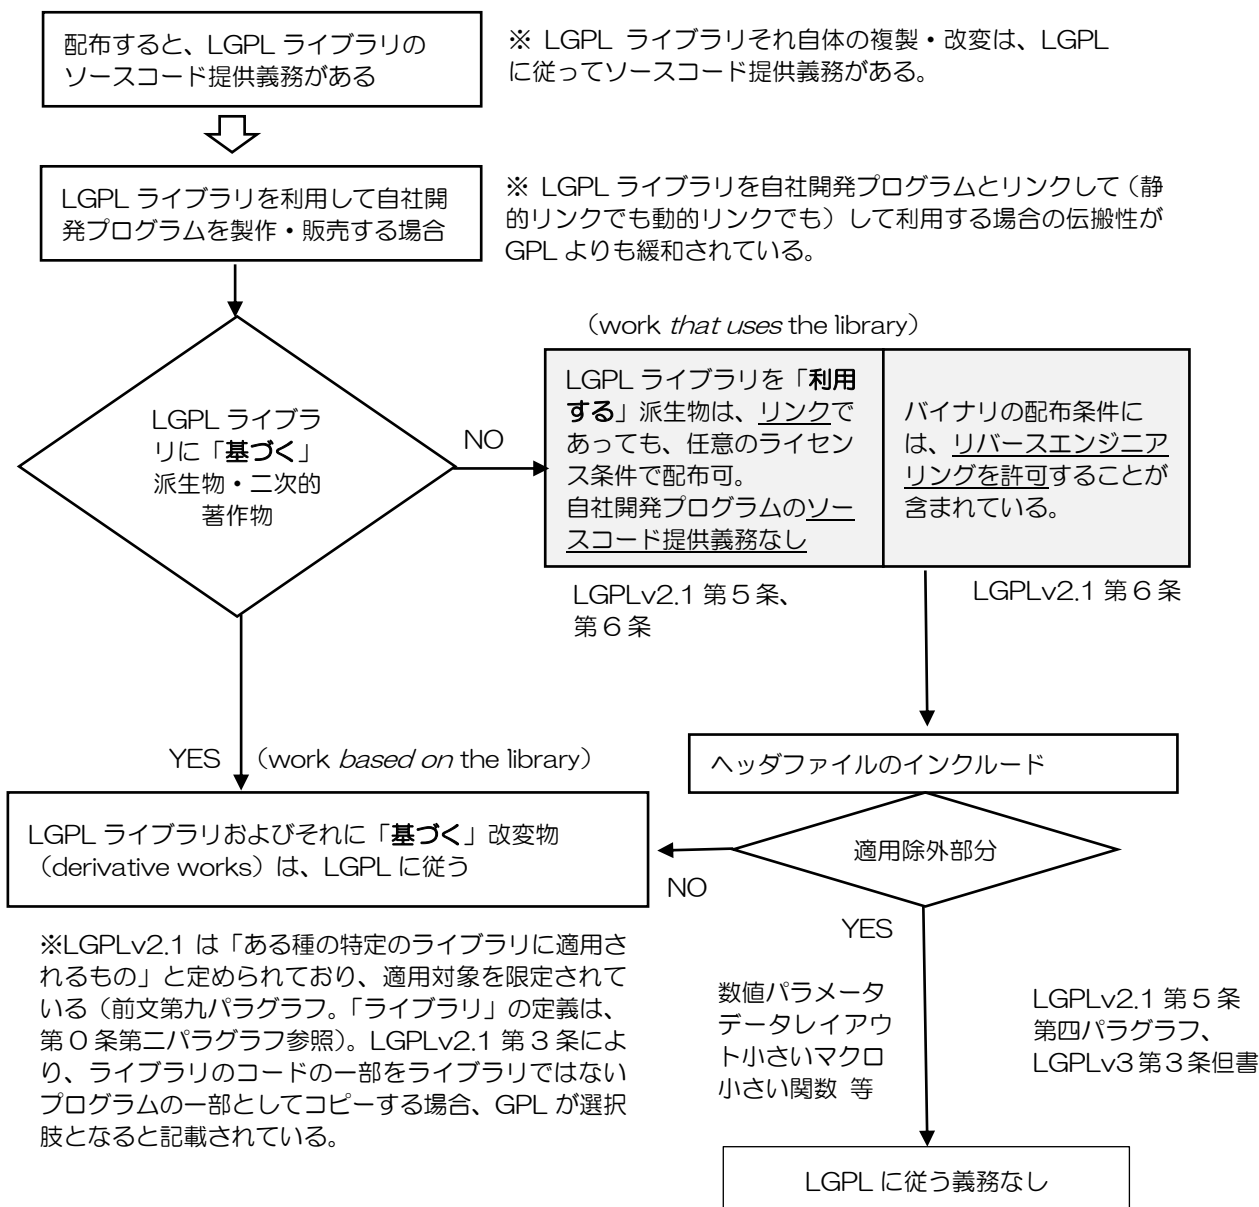 配布すると、LGPL ライブラリの
ソースコード提供義務がある
※ LGPL ライブラリそれ自体の複製・改変は、LGPL
に従ってソースコード提供義務がある。
LGPL ライブラリを利用して自社開
発プログラムを製作・販売する場合
※ LGPL ライブラリを自社開発プログラムとリンクして（静
的リンクでも動的リンクでも）して利用する場合の伝搬性が
GPL よりも緩和されている。
（work that uses the library）
LGPL ライブラ
リに「基づく」
派生物・二次的
著作物
NO
LGPL ライブラリを「利用
する」派生物は、リンクで
あっても、任意のライセン
ス条件で配布可。
自社開発プログラムのソー
スコード提供義務なし
バイナリの配布条件に
は、リバースエンジニア
リングを許可することが
含まれている。
LGPLv2.1 第５条、
第６条
LGPLv2.1 第６条
YES
（work based on the library）
LGPL ライブラリおよびそれに「基づく」改変物
（derivative works）は、LGPL に従う
ヘッダファイルのインクルード
適用除外部分
NO
YES
※LGPLv2.1 は「ある種の特定のライブラリに適用さ
れるもの」と定められており、適用対象を限定されて
いる（前文第九パラグラフ。「ライブラリ」の定義は、
第０条第二パラグラフ参照）。LGPLv2.1 第３条によ
り、ライブラリのコードの一部をライブラリではない
プログラムの一部としてコピーする場合、GPL が選択
肢となると記載されている。
数値パラメータ
データレイアウ
ト小さいマクロ
小さい関数 等
LGPLv2.1 第５条
第四パラグラフ、
LGPLv3 第３条但書
LGPL に従う義務なし